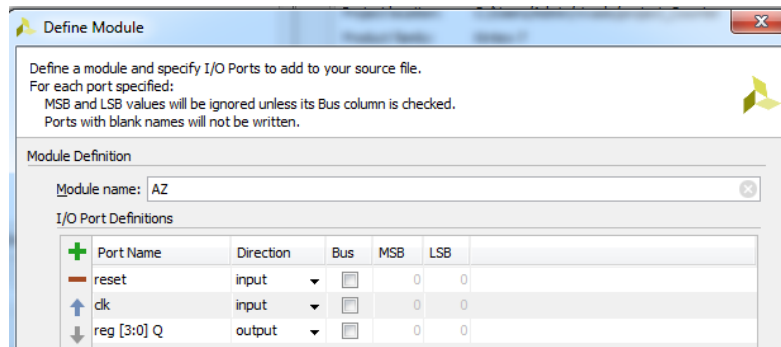 Define Module
Define a module and specify I/O Ports to add to your source file.
For each port specified:
MSB and LSB values will be ignored unless its Bus column is checked.
Ports with blank names will not be written.
Module Definition
Module name: AZ
I/O Port Definitions
Port Name Direction Bus MSB LSB
reset input 0 0
clk input 0 0
reg [3:0] Q output 0 0